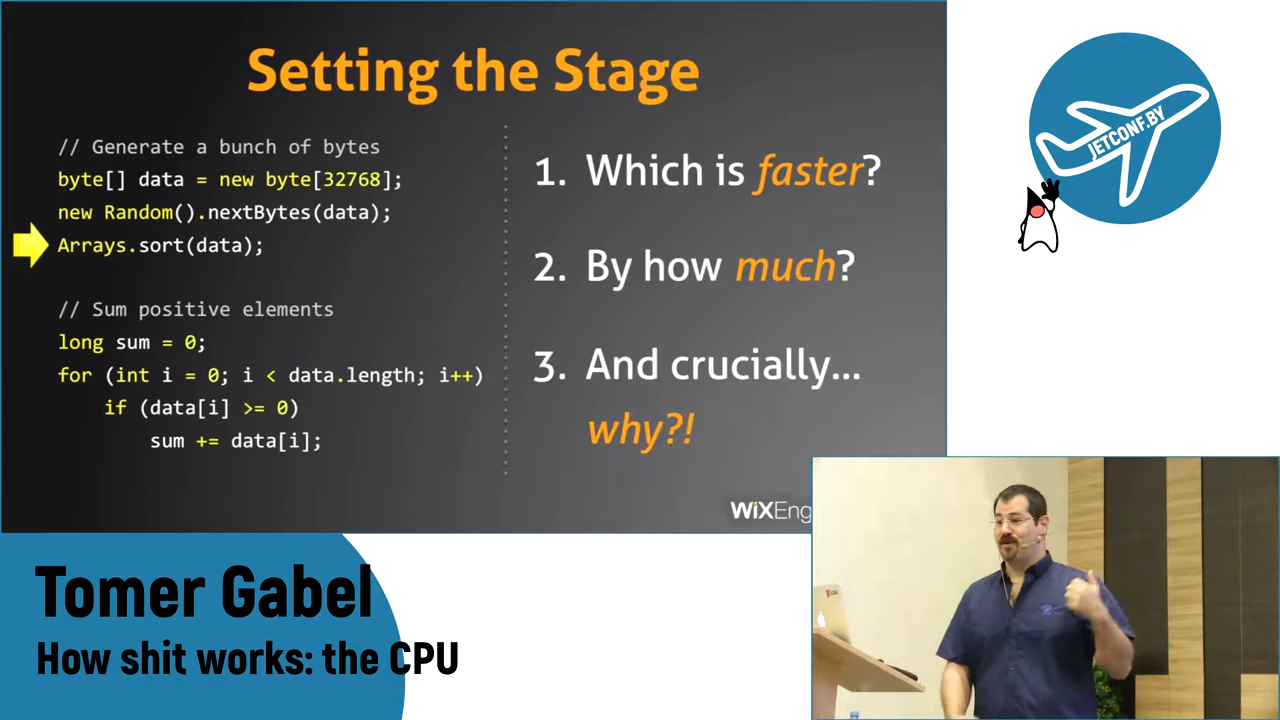 Setting the Stage
// Generate a bunch of bytes
byte[] data = new byte[32768];
new Random().nextBytes(data);
Arrays.sort(data);
// Sum positive elements
long sum = 0;
for (int i = 0; i < data.length; i++)
if (data[i] >= 0)
sum += data[i];
1. Which is faster?
2. By how much?
3. And crucially...
why?!
WiXEng
JETCONF.BY
Tomer Gabel
How shit works: the CPU